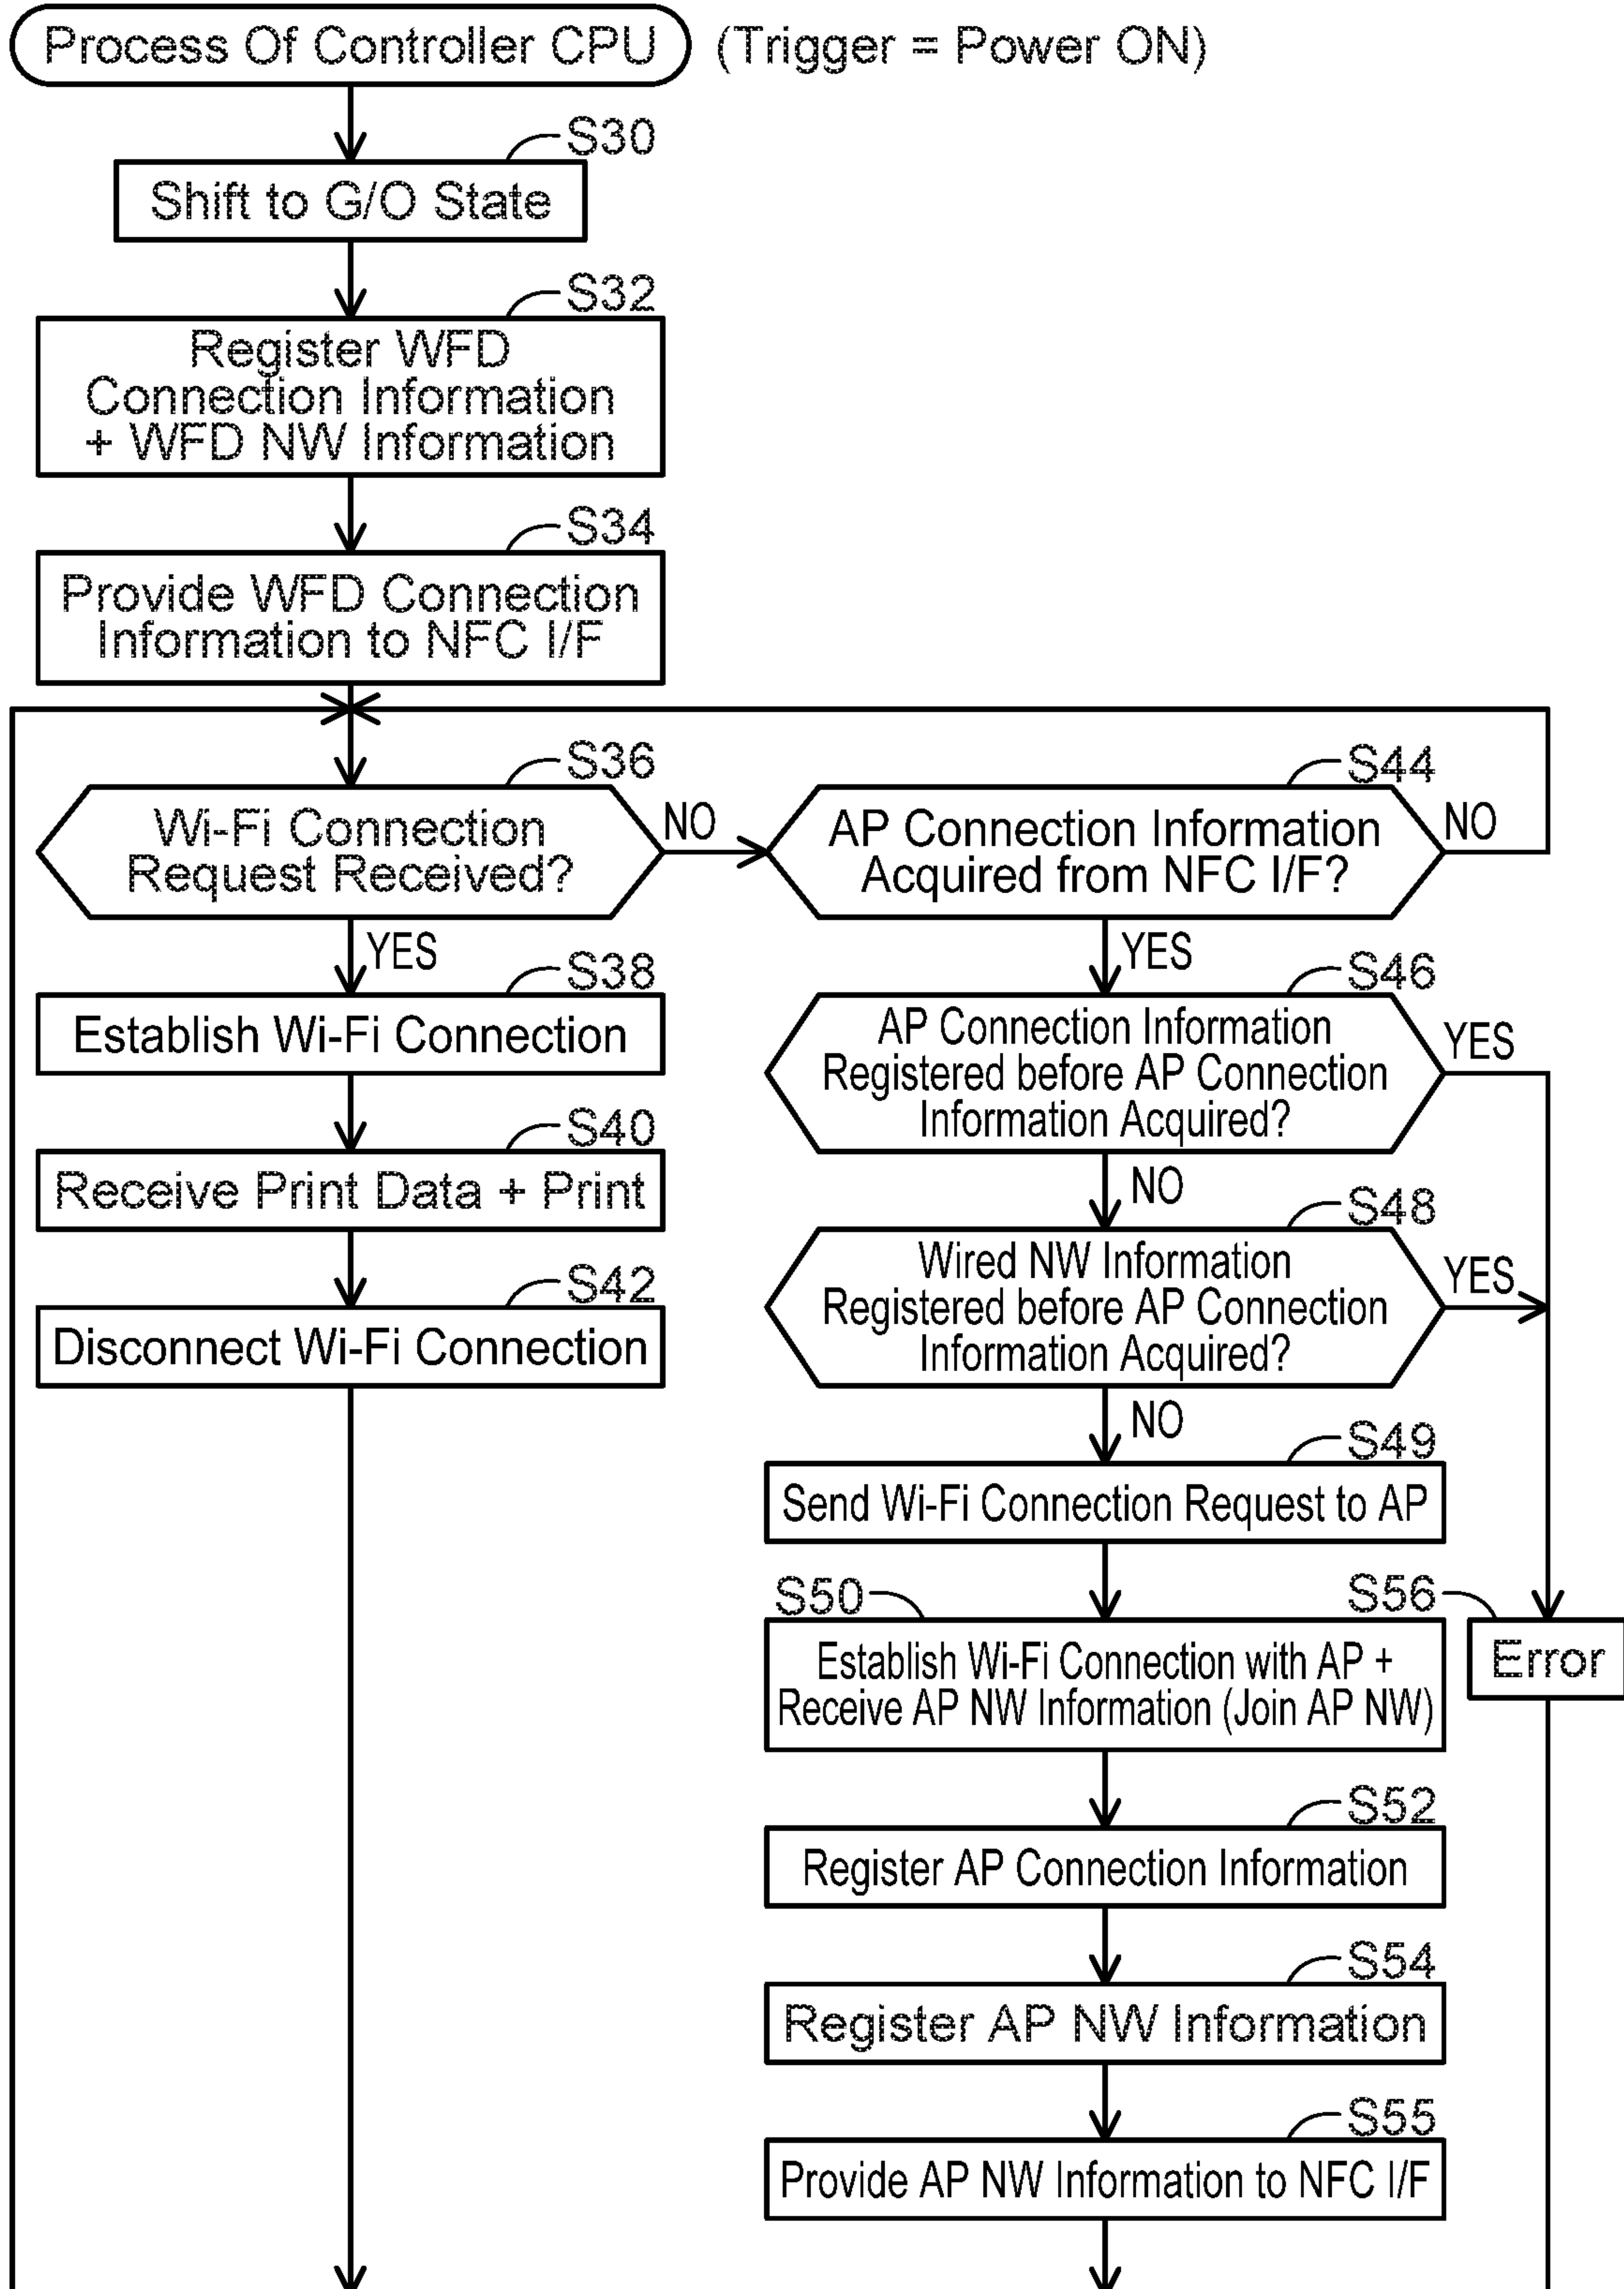 Process Of Controller CPU (Trigger = Power ON)
S30
Shift to G/O State
S32
Register WFD
Connection Information
+ WFD NW Information
S34
Provide WFD Connection
Information to NFC I/F
S36
Wi-Fi Connection
Request Received?
NO
YES
S38
Establish Wi-Fi Connection
S40
Receive Print Data + Print
S42
Disconnect Wi-Fi Connection
S44
AP Connection Information
Acquired from NFC I/F?
NO
YES
S46
AP Connection Information
Registered before AP Connection
Information Acquired?
YES
NO
S48
Wired NW Information
Registered before AP Connection
Information Acquired?
YES
NO
S49
Send Wi-Fi Connection Request to AP
S50
Establish Wi-Fi Connection with AP +
Receive AP NW Information (Join AP NW)
S56
Error
S52
Register AP Connection Information
S54
Register AP NW Information
S55
Provide AP NW Information to NFC I/F